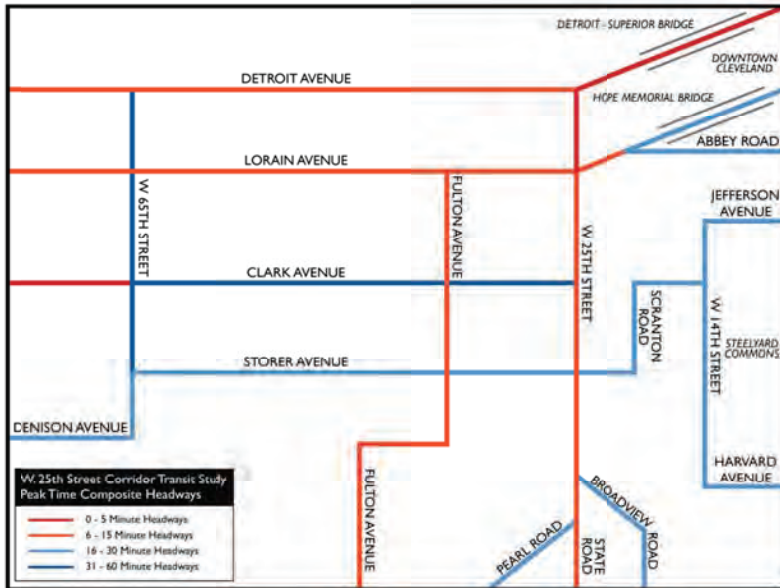 DETROIT - SUPERIOR BRIDGE
DOWNTOWN
CLEVELAND
DETROIT AVENUE
HOPE MEMORIAL BRIDGE
ABBEY ROAD
LORAIN AVENUE
W 65TH STREET
FULTON AVENUE
JEFFERSON
AVENUE
W 25TH STREET
CLARK AVENUE
SCRANTON
ROAD
W 14TH STREET
STEELYARD
COMMONS
STORER AVENUE
DENISON AVENUE
HARVARD
AVENUE
W. 25th Street Corridor Transit Study
Peak Time Composite Headways
0 - 5 Minute Headways
6 - 15 Minute Headways
16 - 30 Minute Headways
31 - 60 Minute Headways
FULTON AVENUE
PEARL ROAD
STATE
ROAD
BROADVIEW
ROAD